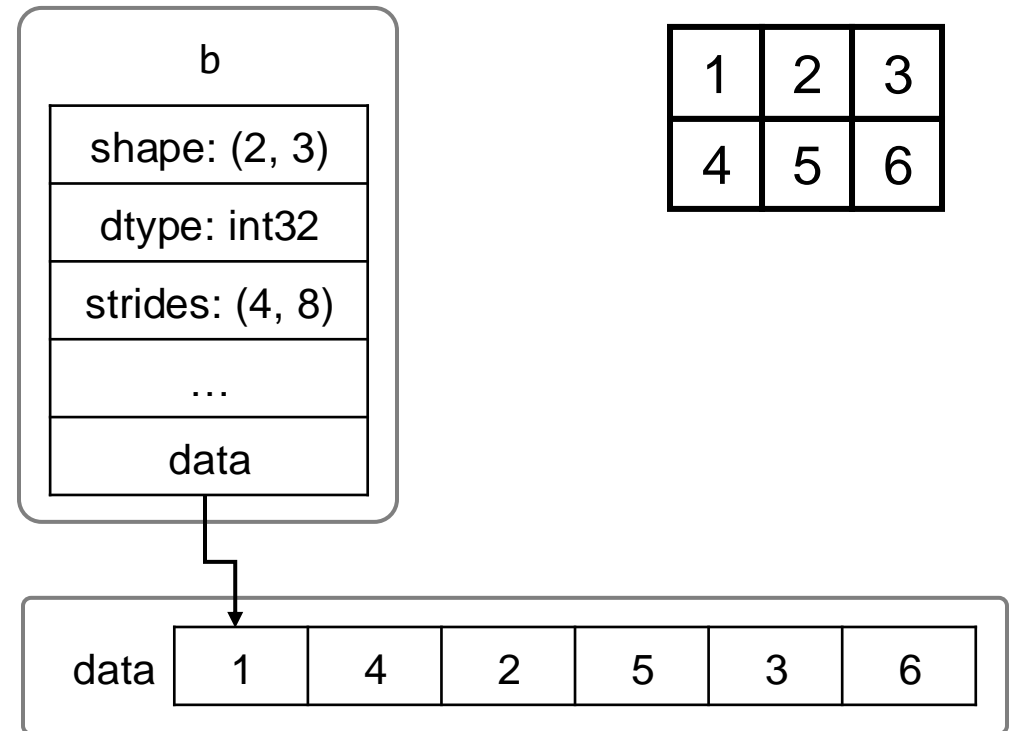 b
shape: (2, 3)
dtype: int32
strides: (4, 8)
…
data
1 2 3
4 5 6
data 1 4 2 5 3 6